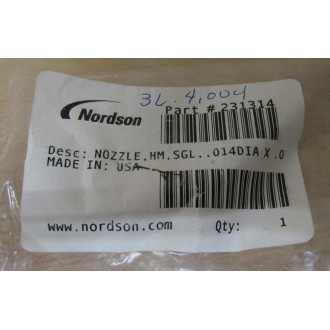 3L.4,004
Part # 231314
Nordson
Desc: NOZZLE,HM,SGL,.014DIA X .0
MADE IN: USA
www.nordson.com Qty: 1